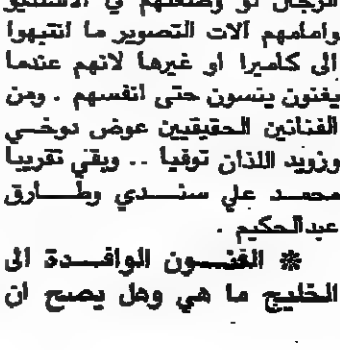 الرجال لو وضعتهم في الاستديو
وامامهم آلات التصوير ما انتبهوا
الى كاميرا او غيرها لانهم عندما
يغنون ينسون حتى انفسهم . ومن
الفنانين الحقيقيين عوض دوخي
وزويد اللذان توفيا .. وبقي تقريبا
محمد علي سندي وطارق
عبدالحكيم .
* الفنون الوافدة الى
الخليج ما هي وهل يصح ان